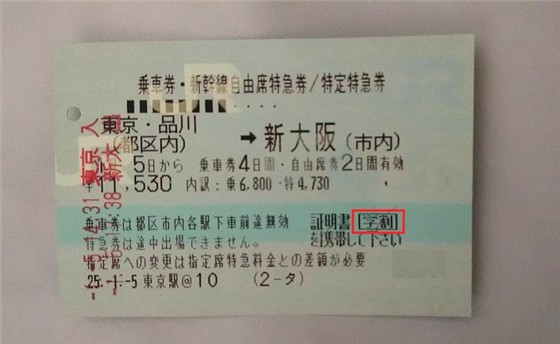 乗車券・新幹線自由席特急券/特定特急券
東京・品川
(都区内)
→
新大阪(市内)
5日から 乗車券4日間・自由席券2日間有効
¥11,530 内訳:乗6,800・特4,730
乗車券は都区市内各駅下車前途無効
特急券は途中出場できません。
証明書[学割]
を携帯して下さい
指定席への変更は指定席特急料金との差額が必要
25.-1.-5 東京駅@10 (2-タ)
東京 入
新大